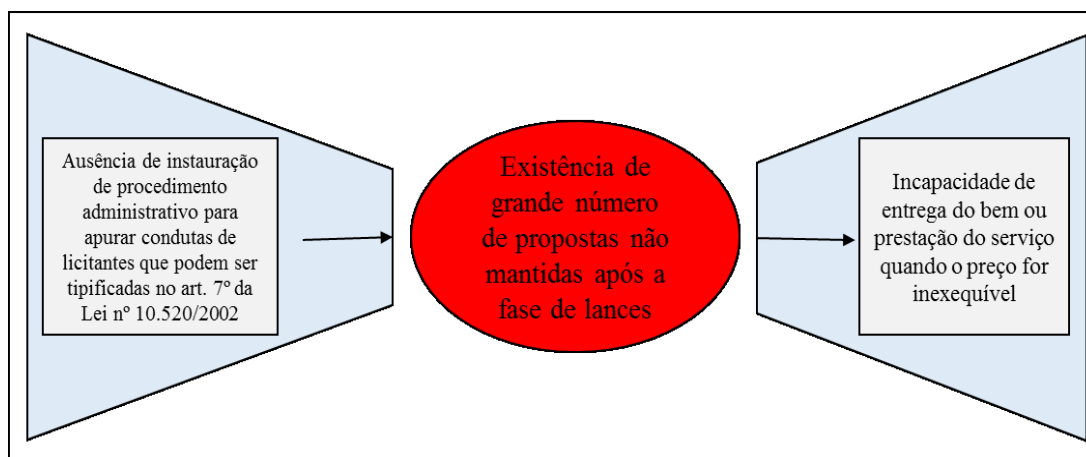 Ausência de instauração
de procedimento
administrativo para
apurar condutas de
licitantes que podem ser
tipificadas no art. 7º da
Lei nº 10.520/2002
Existência de
grande número
de propostas não
mantidas após a
fase de lances
Incapacidade de
entrega do bem ou
prestação do serviço
quando o preço for
inexequível